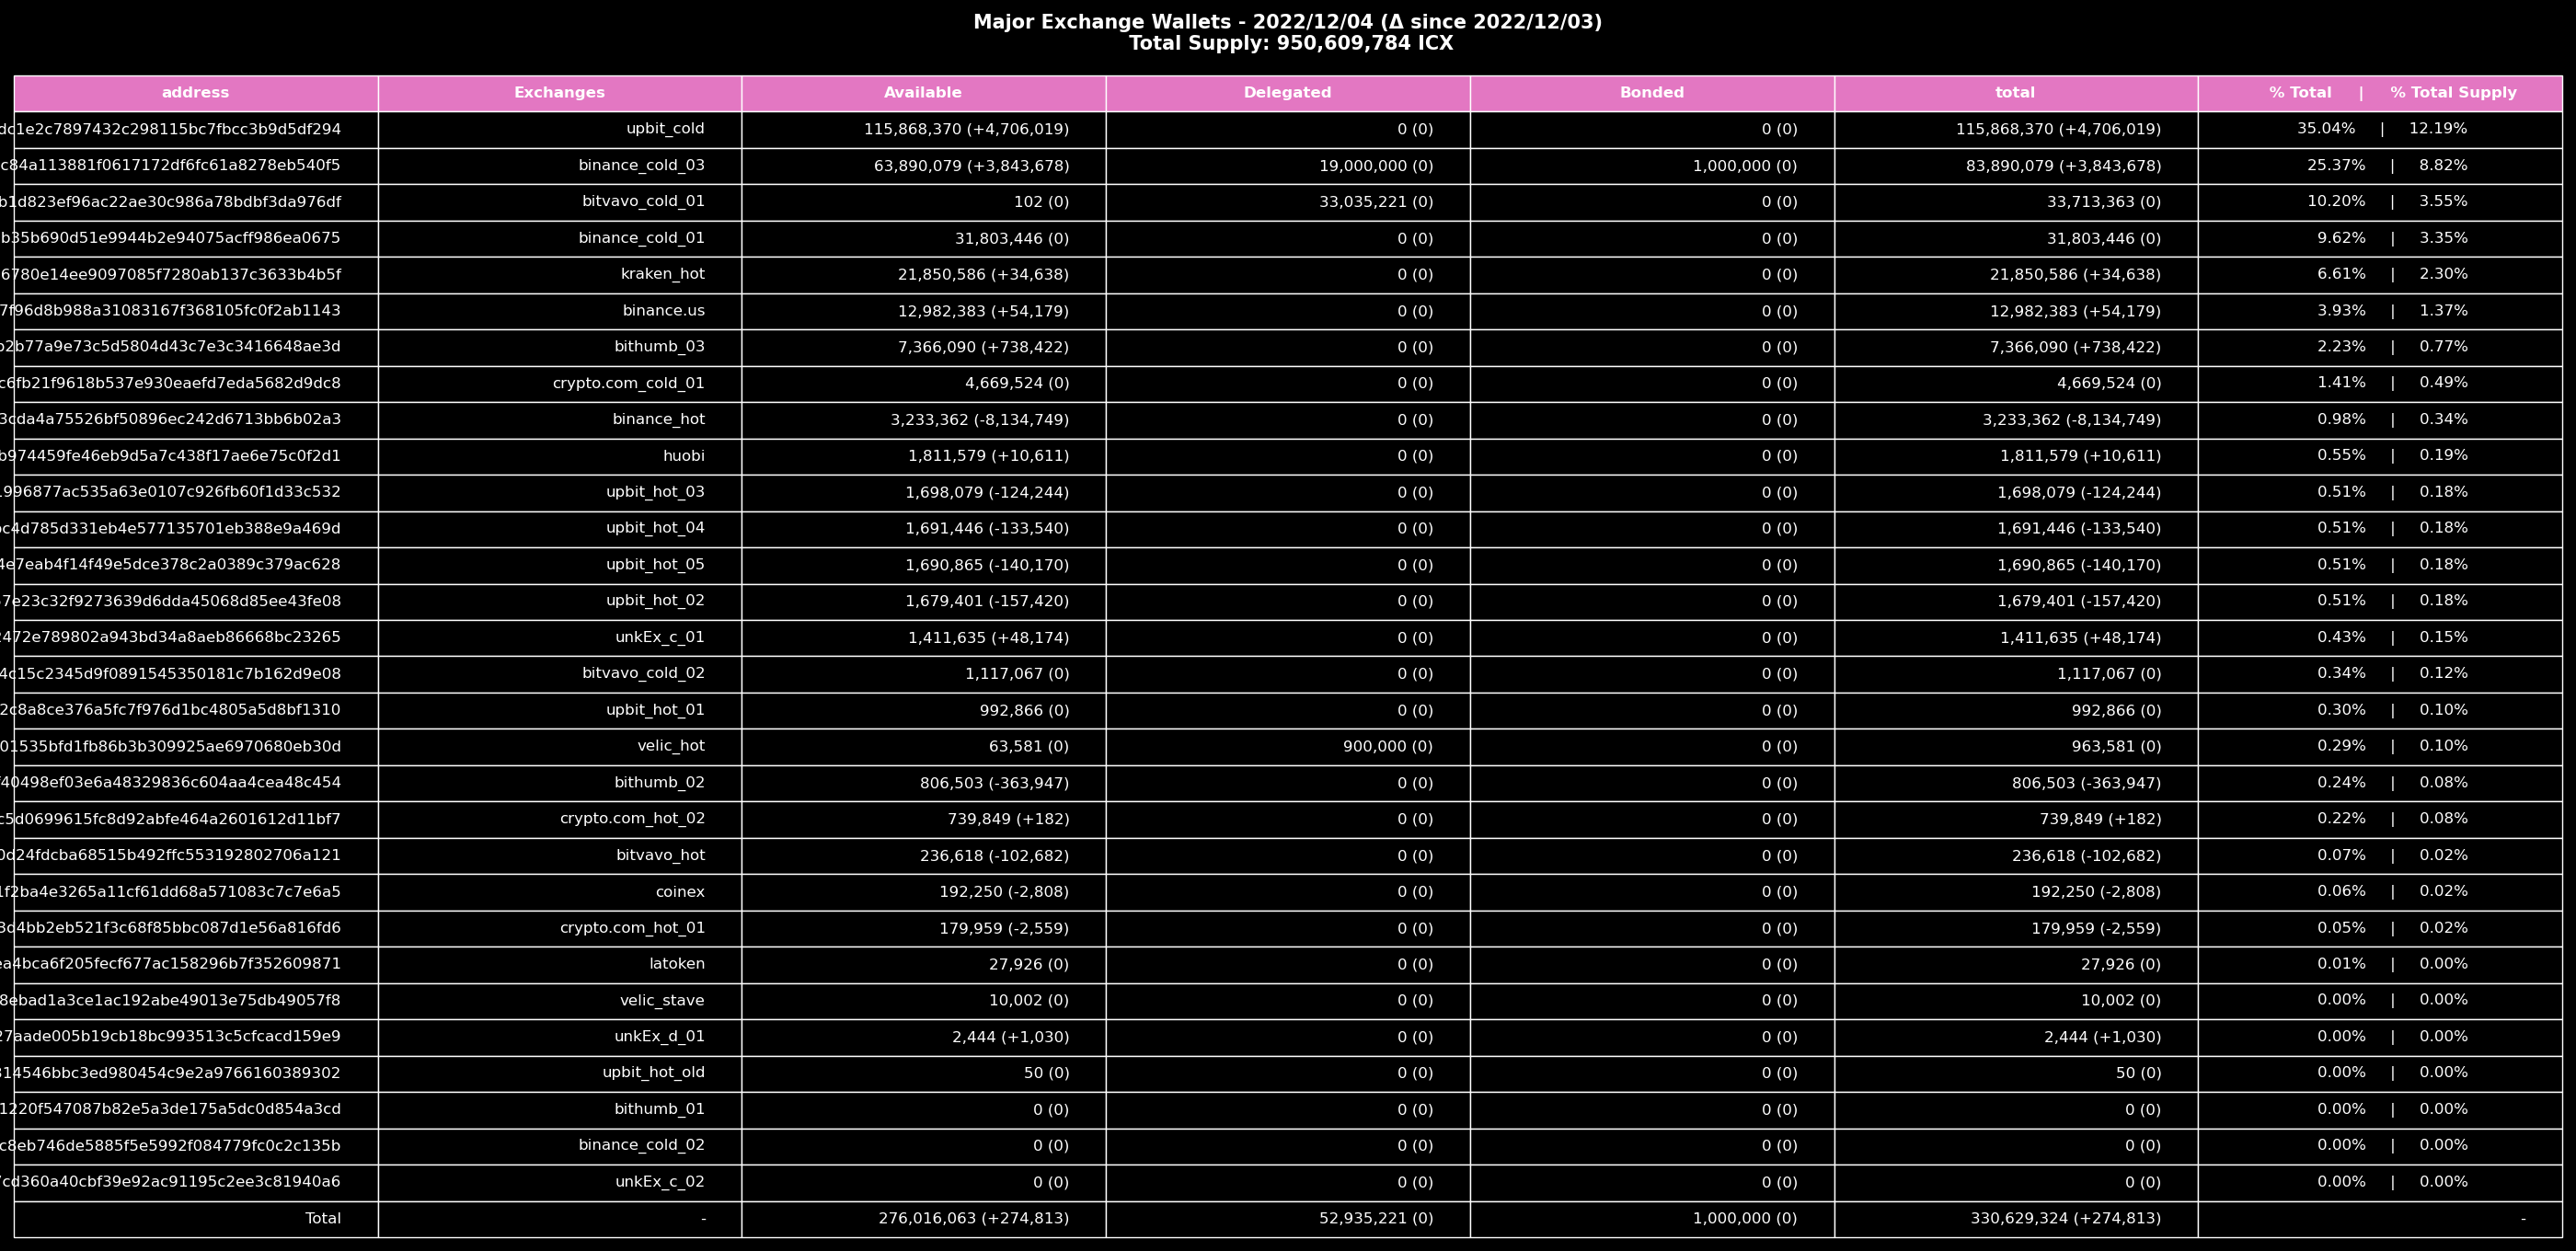 Major Exchange Wallets - 2022/12/04 (Δ since 2022/12/03)
Total Supply: 950,609,784 ICX
address Exchanges Available Delegated Bonded total % Total | % Total Supply
dc1e2c7897432c298115bc7fbcc3b9d5df294 upbit_cold 115,868,370 (+4,706,019) 0 (0) 0 (0) 115,868,370 (+4,706,019) 35.04% | 12.19%
c84a113881f0617172df6fc61a8278eb540f5 binance_cold_03 63,890,079 (+3,843,678) 19,000,000 (0) 1,000,000 (0) 83,890,079 (+3,843,678) 25.37% | 8.82%
b1d823ef96ac22ae30c986a78bdbf3da976df bitvavo_cold_01 102 (0) 33,035,221 (0) 0 (0) 33,713,363 (0) 10.20% | 3.55%
b35b690d51e9944b2e94075acff986ea0675 binance_cold_01 31,803,446 (0) 0 (0) 0 (0) 31,803,446 (0) 9.62% | 3.35%
6780e14ee9097085f7280ab137c3633b4b5f kraken_hot 21,850,586 (+34,638) 0 (0) 0 (0) 21,850,586 (+34,638) 6.61% | 2.30%
7f96d8b988a31083167f368105fc0f2ab1143 binance.us 12,982,383 (+54,179) 0 (0) 0 (0) 12,982,383 (+54,179) 3.93% | 1.37%
b2b77a9e73c5d5804d43c7e3c3416648ae3d bithumb_03 7,366,090 (+738,422) 0 (0) 0 (0) 7,366,090 (+738,422) 2.23% | 0.77%
c6fb21f9618b537e930eaefd7eda5682d9dc8 crypto.com_cold_01 4,669,524 (0) 0 (0) 0 (0) 4,669,524 (0) 1.41% | 0.49%
3cda4a75526bf50896ec242d6713bb6b02a3 binance_hot 3,233,362 (-8,134,749) 0 (0) 0 (0) 3,233,362 (-8,134,749) 0.98% | 0.34%
b974459fe46eb9d5a7c438f17ae6e75c0f2d1 huobi 1,811,579 (+10,611) 0 (0) 0 (0) 1,811,579 (+10,611) 0.55% | 0.19%
1996877ac535a63e0107c926fb60f1d33c532 upbit_hot_03 1,698,079 (-124,244) 0 (0) 0 (0) 1,698,079 (-124,244) 0.51% | 0.18%
bc4d785d331eb4e577135701eb388e9a469d upbit_hot_04 1,691,446 (-133,540) 0 (0) 0 (0) 1,691,446 (-133,540) 0.51% | 0.18%
4e7eab4f14f49e5dce378c2a0389c379ac628 upbit_hot_05 1,690,865 (-140,170) 0 (0) 0 (0) 1,690,865 (-140,170) 0.51% | 0.18%
7e23c32f9273639d6dda45068d85ee43fe08 upbit_hot_02 1,679,401 (-157,420) 0 (0) 0 (0) 1,679,401 (-157,420) 0.51% | 0.18%
2472e789802a943bd34a8aeb86668bc23265 unkEx_c_01 1,411,635 (+48,174) 0 (0) 0 (0) 1,411,635 (+48,174) 0.43% | 0.15%
4c15c2345d9f0891545350181c7b162d9e08 bitvavo_cold_02 1,117,067 (0) 0 (0) 0 (0) 1,117,067 (0) 0.34% | 0.12%
2c8a8ce376a5fc7f976d1bc4805a5d8bf1310 upbit_hot_01 992,866 (0) 0 (0) 0 (0) 992,866 (0) 0.30% | 0.10%
01535bfd1fb86b3b309925ae6970680eb30d velic_hot 63,581 (0) 900,000 (0) 0 (0) 963,581 (0) 0.29% | 0.10%
40498ef03e6a48329836c604aa4cea48c454 bithumb_02 806,503 (-363,947) 0 (0) 0 (0) 806,503 (-363,947) 0.24% | 0.08%
c5d0699615fc8d92abfe464a2601612d11bf7 crypto.com_hot_02 739,849 (+182) 0 (0) 0 (0) 739,849 (+182) 0.22% | 0.08%
0d24fdcba68515b492ffc553192802706a121 bitvavo_hot 236,618 (-102,682) 0 (0) 0 (0) 236,618 (-102,682) 0.07% | 0.02%
1f2ba4e3265a11cf61dd68a571083c7c7e6a5 coinex 192,250 (-2,808) 0 (0) 0 (0) 192,250 (-2,808) 0.06% | 0.02%
3d4bb2eb521f3c68f85bbc087d1e56a816fd6 crypto.com_hot_01 179,959 (-2,559) 0 (0) 0 (0) 179,959 (-2,559) 0.05% | 0.02%
ea4bca6f205fecf677ac158296b7f352609871 latoken 27,926 (0) 0 (0) 0 (0) 27,926 (0) 0.01% | 0.00%
8ebad1a3ce1ac192abe49013e75db49057f8 velic_stave 10,002 (0) 0 (0) 0 (0) 10,002 (0) 0.00% | 0.00%
27aade005b19cb18bc993513c5cfcacd159e9 unkEx_d_01 2,444 (+1,030) 0 (0) 0 (0) 2,444 (+1,030) 0.00% | 0.00%
314546bbc3ed980454c9e2a9766160389302 upbit_hot_old 50 (0) 0 (0) 0 (0) 50 (0) 0.00% | 0.00%
1220f547087b82e5a3de175a5dc0d854a3cd bithumb_01 0 (0) 0 (0) 0 (0) 0 (0) 0.00% | 0.00%
c8eb746de5885f5e5992f084779fc0c2c135b binance_cold_02 0 (0) 0 (0) 0 (0) 0 (0) 0.00% | 0.00%
cd360a40cbf39e92ac91195c2ee3c81940a6 unkEx_c_02 0 (0) 0 (0) 0 (0) 0 (0) 0.00% | 0.00%
Total - 276,016,063 (+274,813) 52,935,221 (0) 1,000,000 (0) 330,629,324 (+274,813) -